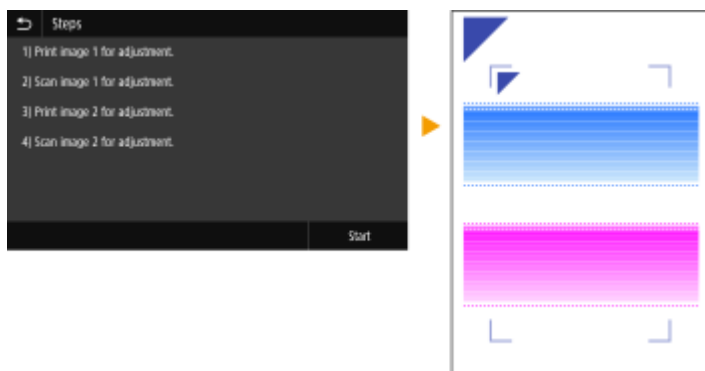 Steps
1) Print image 1 for adjustment.
2) Scan image 1 for adjustment.
3) Print image 2 for adjustment.
4) Scan image 2 for adjustment.
Start